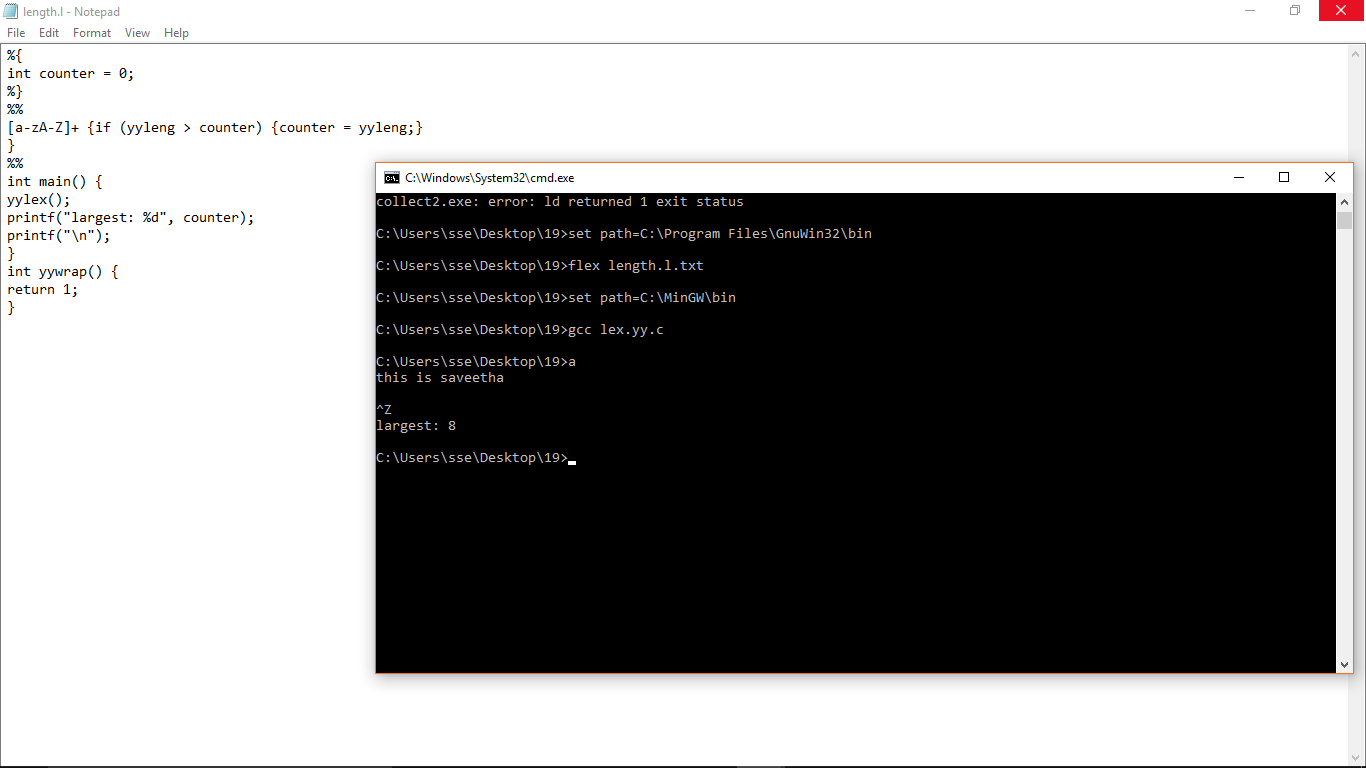 length.l - Notepad
File Edit Format View Help
%{
int counter = 0;
%}
%%
[a-zA-Z]+ {if (yyleng > counter) {counter = yyleng;}
}
%%
int main() {
yylex();
printf("largest: %d", counter);
printf("\n");
}
int yywrap() {
return 1;
}
C:\Windows\System32\cmd.exe
collect2.exe: error: ld returned 1 exit status
C:\Users\sse\Desktop\19>set path=C:\Program Files\GnuWin32\bin
C:\Users\sse\Desktop\19>flex length.l.txt
C:\Users\sse\Desktop\19>set path=C:\MinGW\bin
C:\Users\sse\Desktop\19>gcc lex.yy.c
C:\Users\sse\Desktop\19>a
this is saveetha
^Z
largest: 8
C:\Users\sse\Desktop\19>